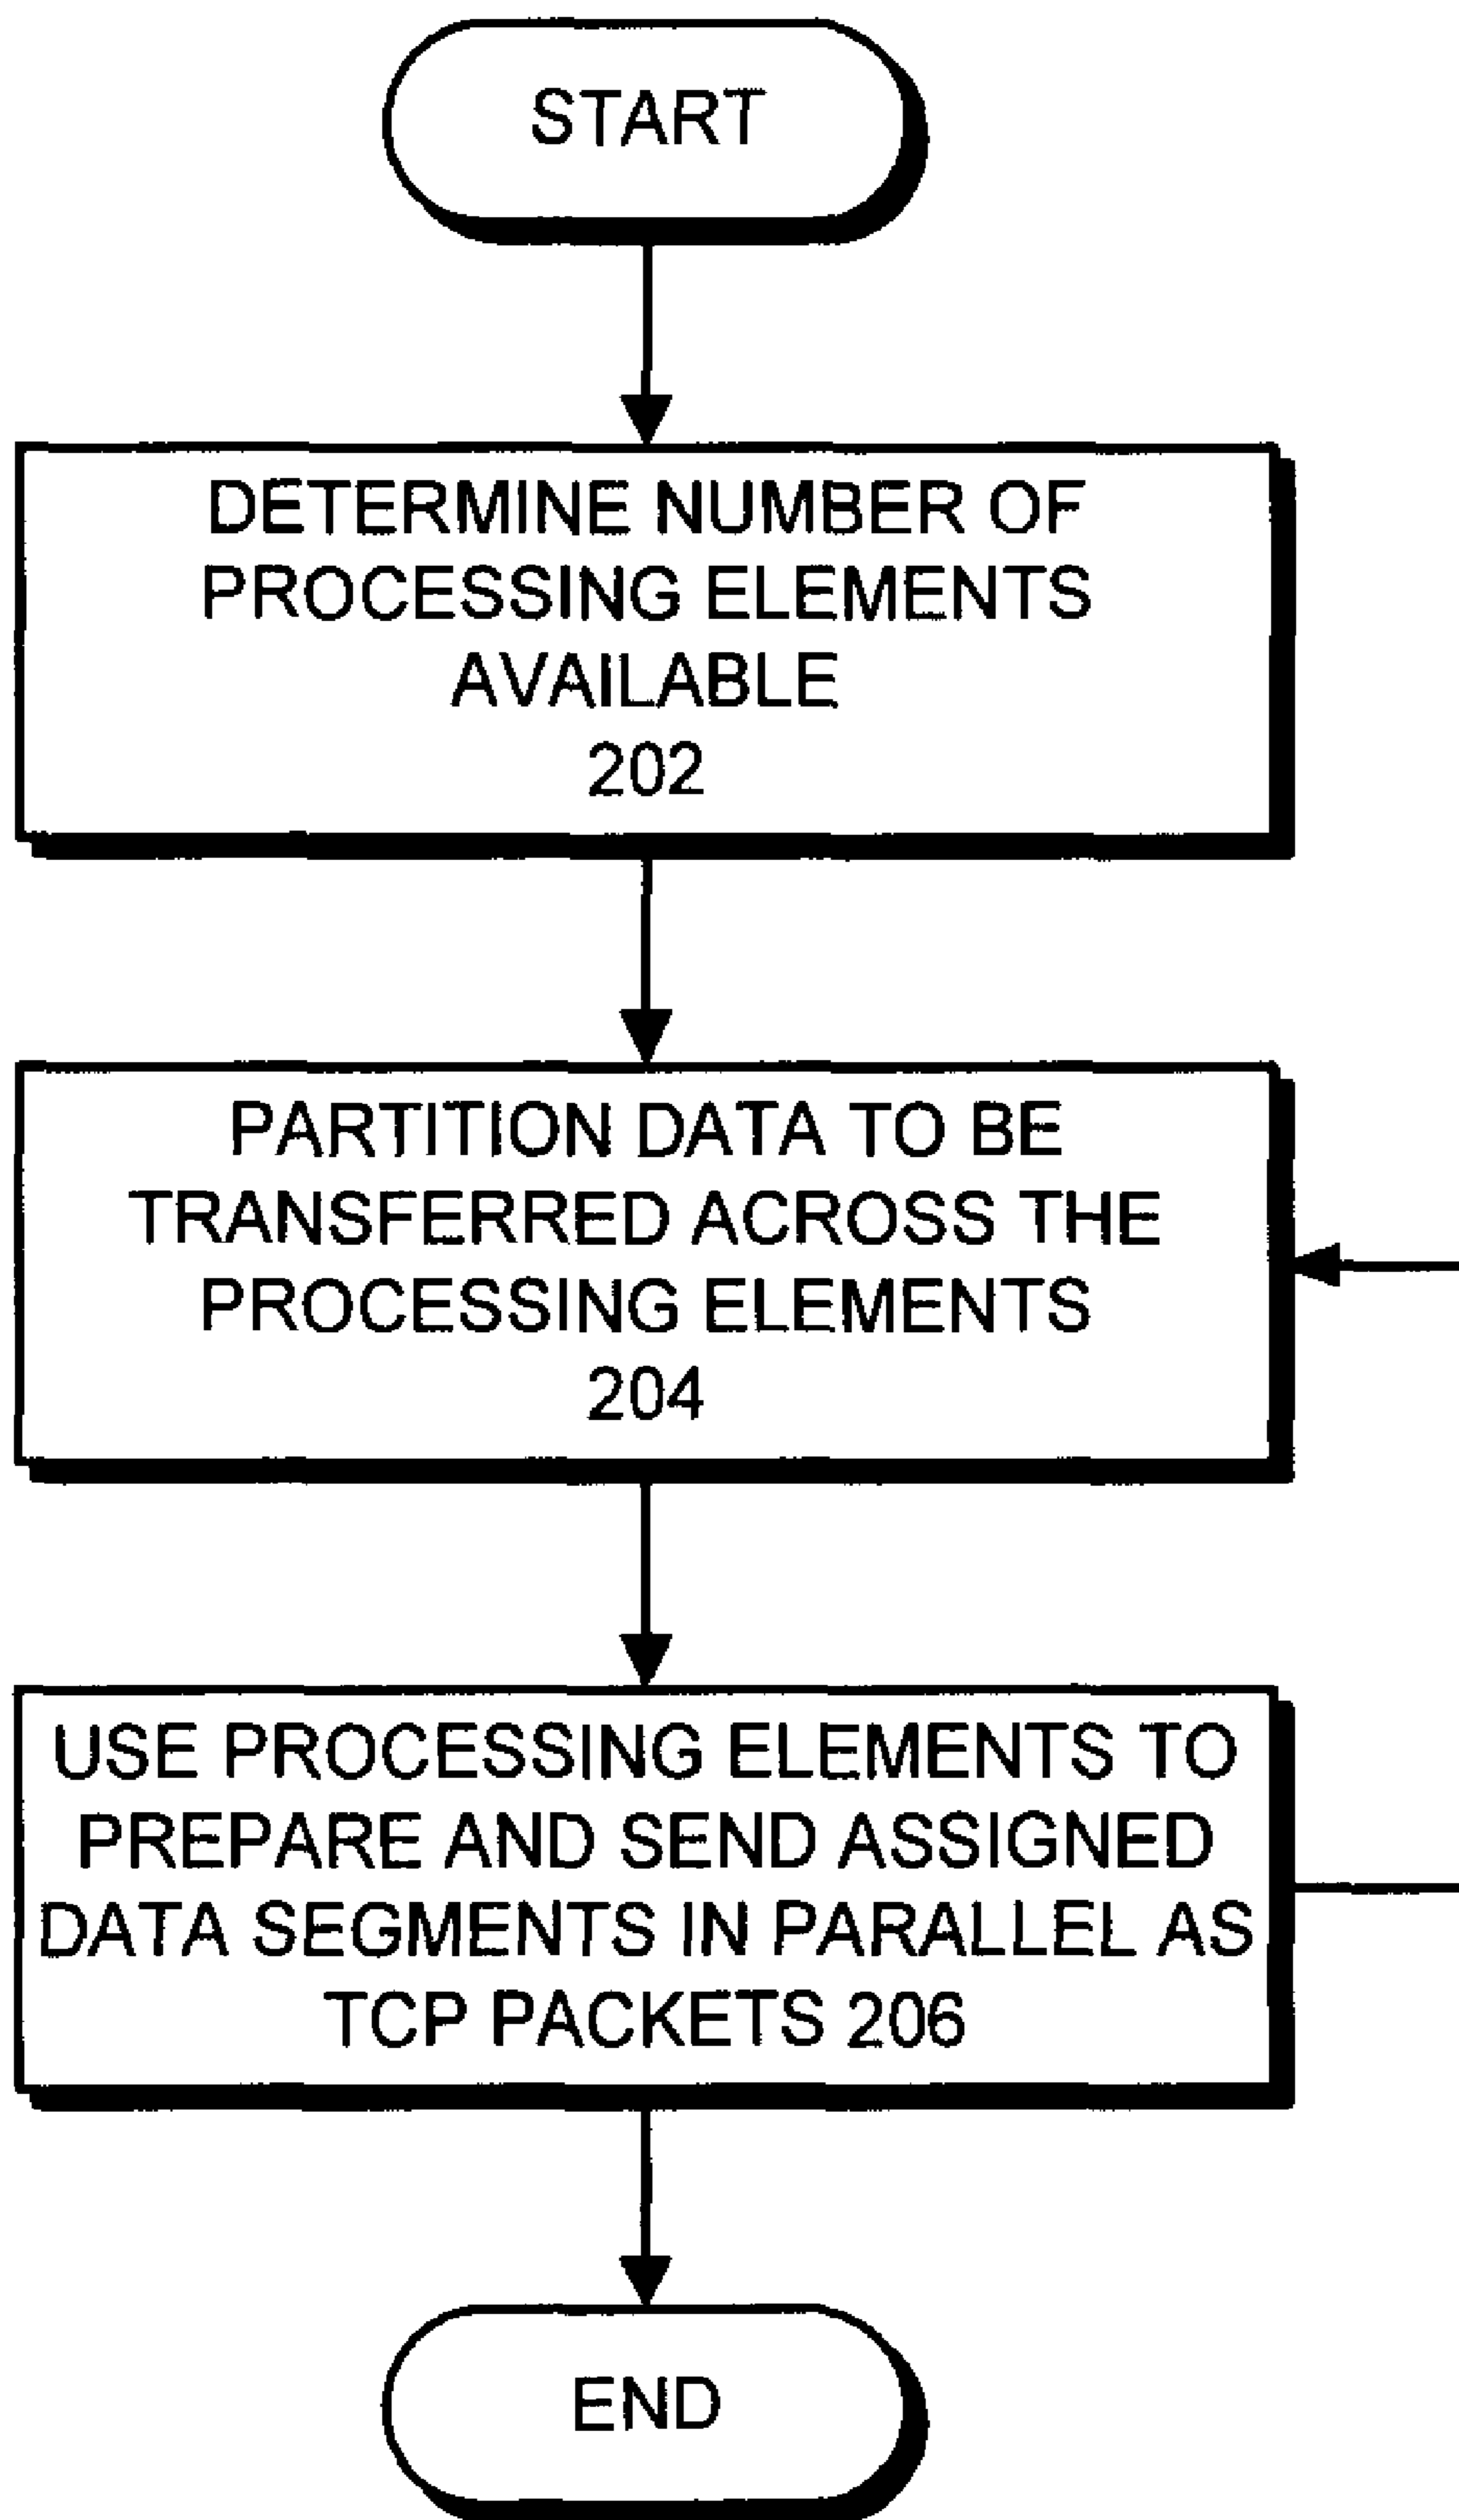 START
DETERMINE NUMBER OF
PROCESSING ELEMENTS
AVAILABLE
202
PARTITION DATA TO BE
TRANSFERRED ACROSS THE
PROCESSING ELEMENTS
204
USE PROCESSING ELEMENTS TO
PREPARE AND SEND ASSIGNED
DATA SEGMENTS IN PARALLEL AS
TCP PACKETS 206
END